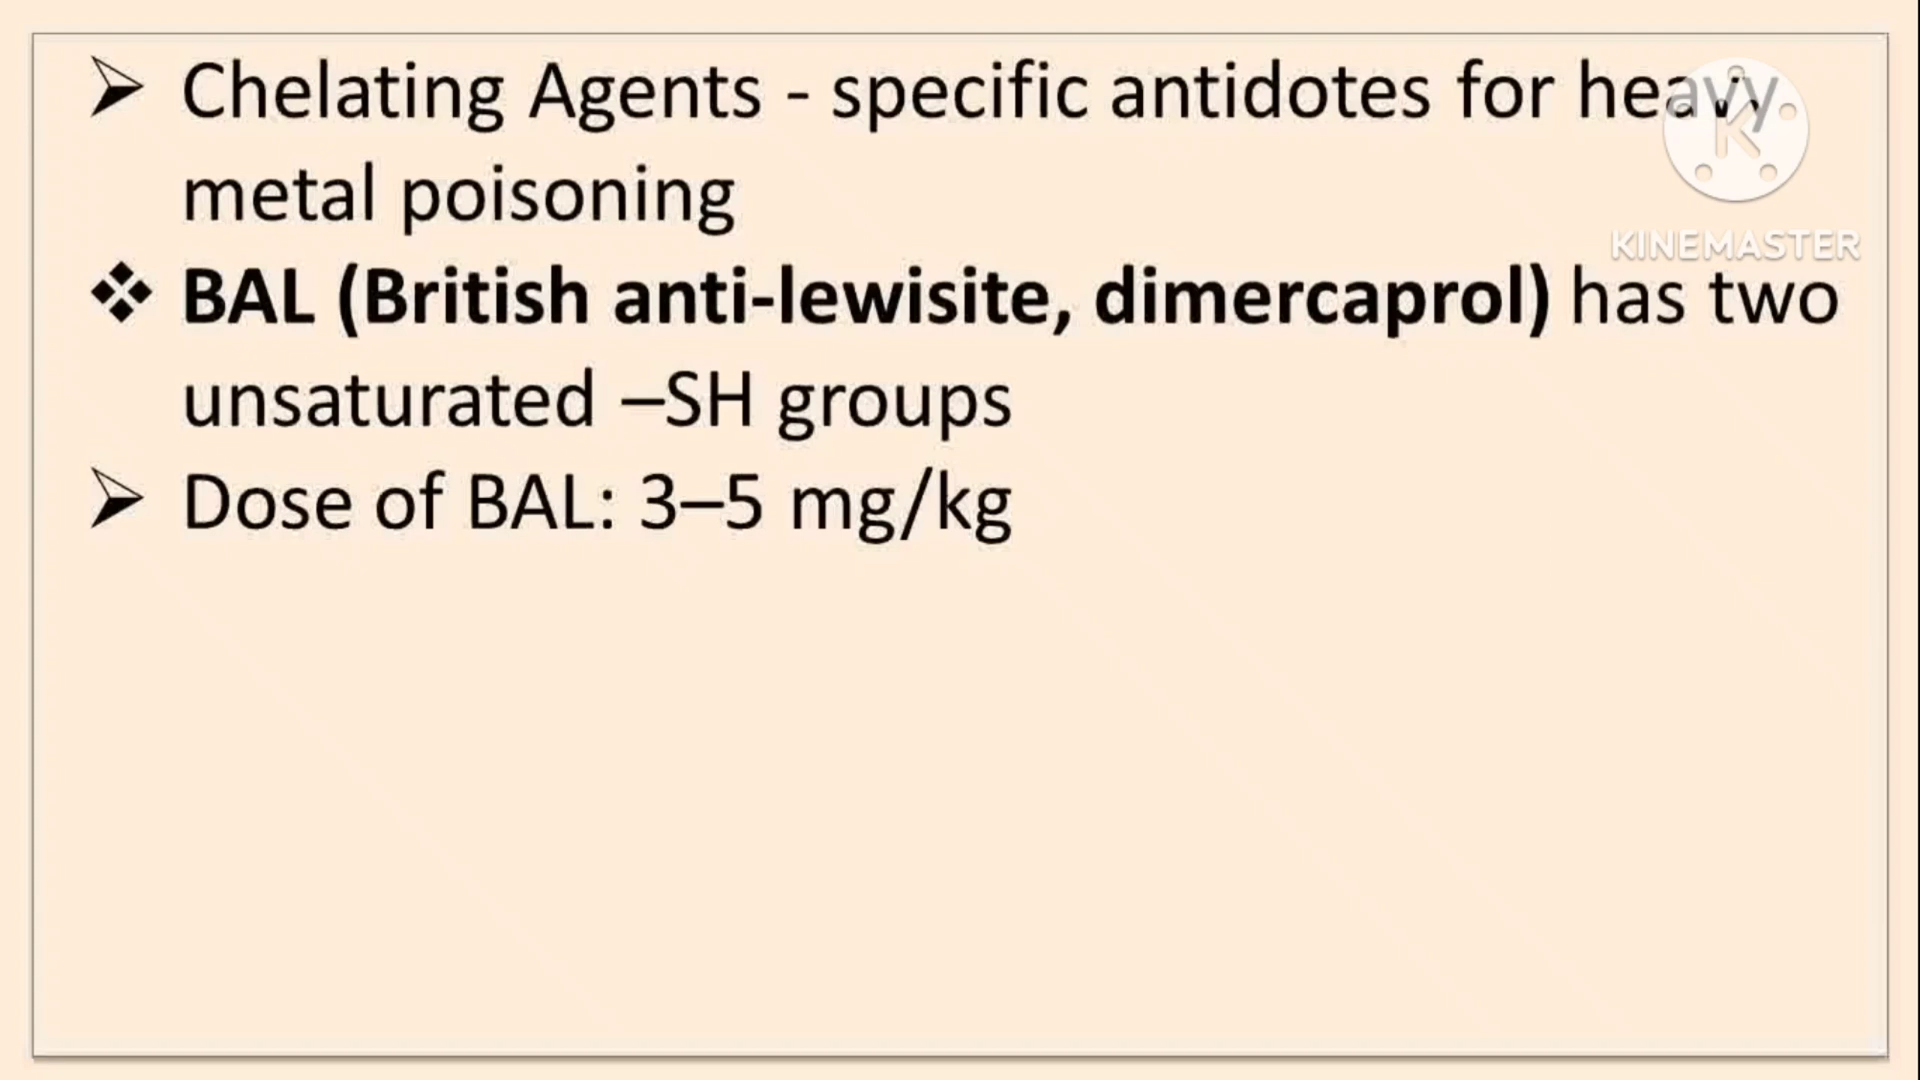 Chelating Agents - specific antidotes for heavy
metal poisoning
BAL (British anti-lewisite, dimercaprol) has two
unsaturated –SH groups
Dose of BAL: 3–5 mg/kg
K
KINEMASTER